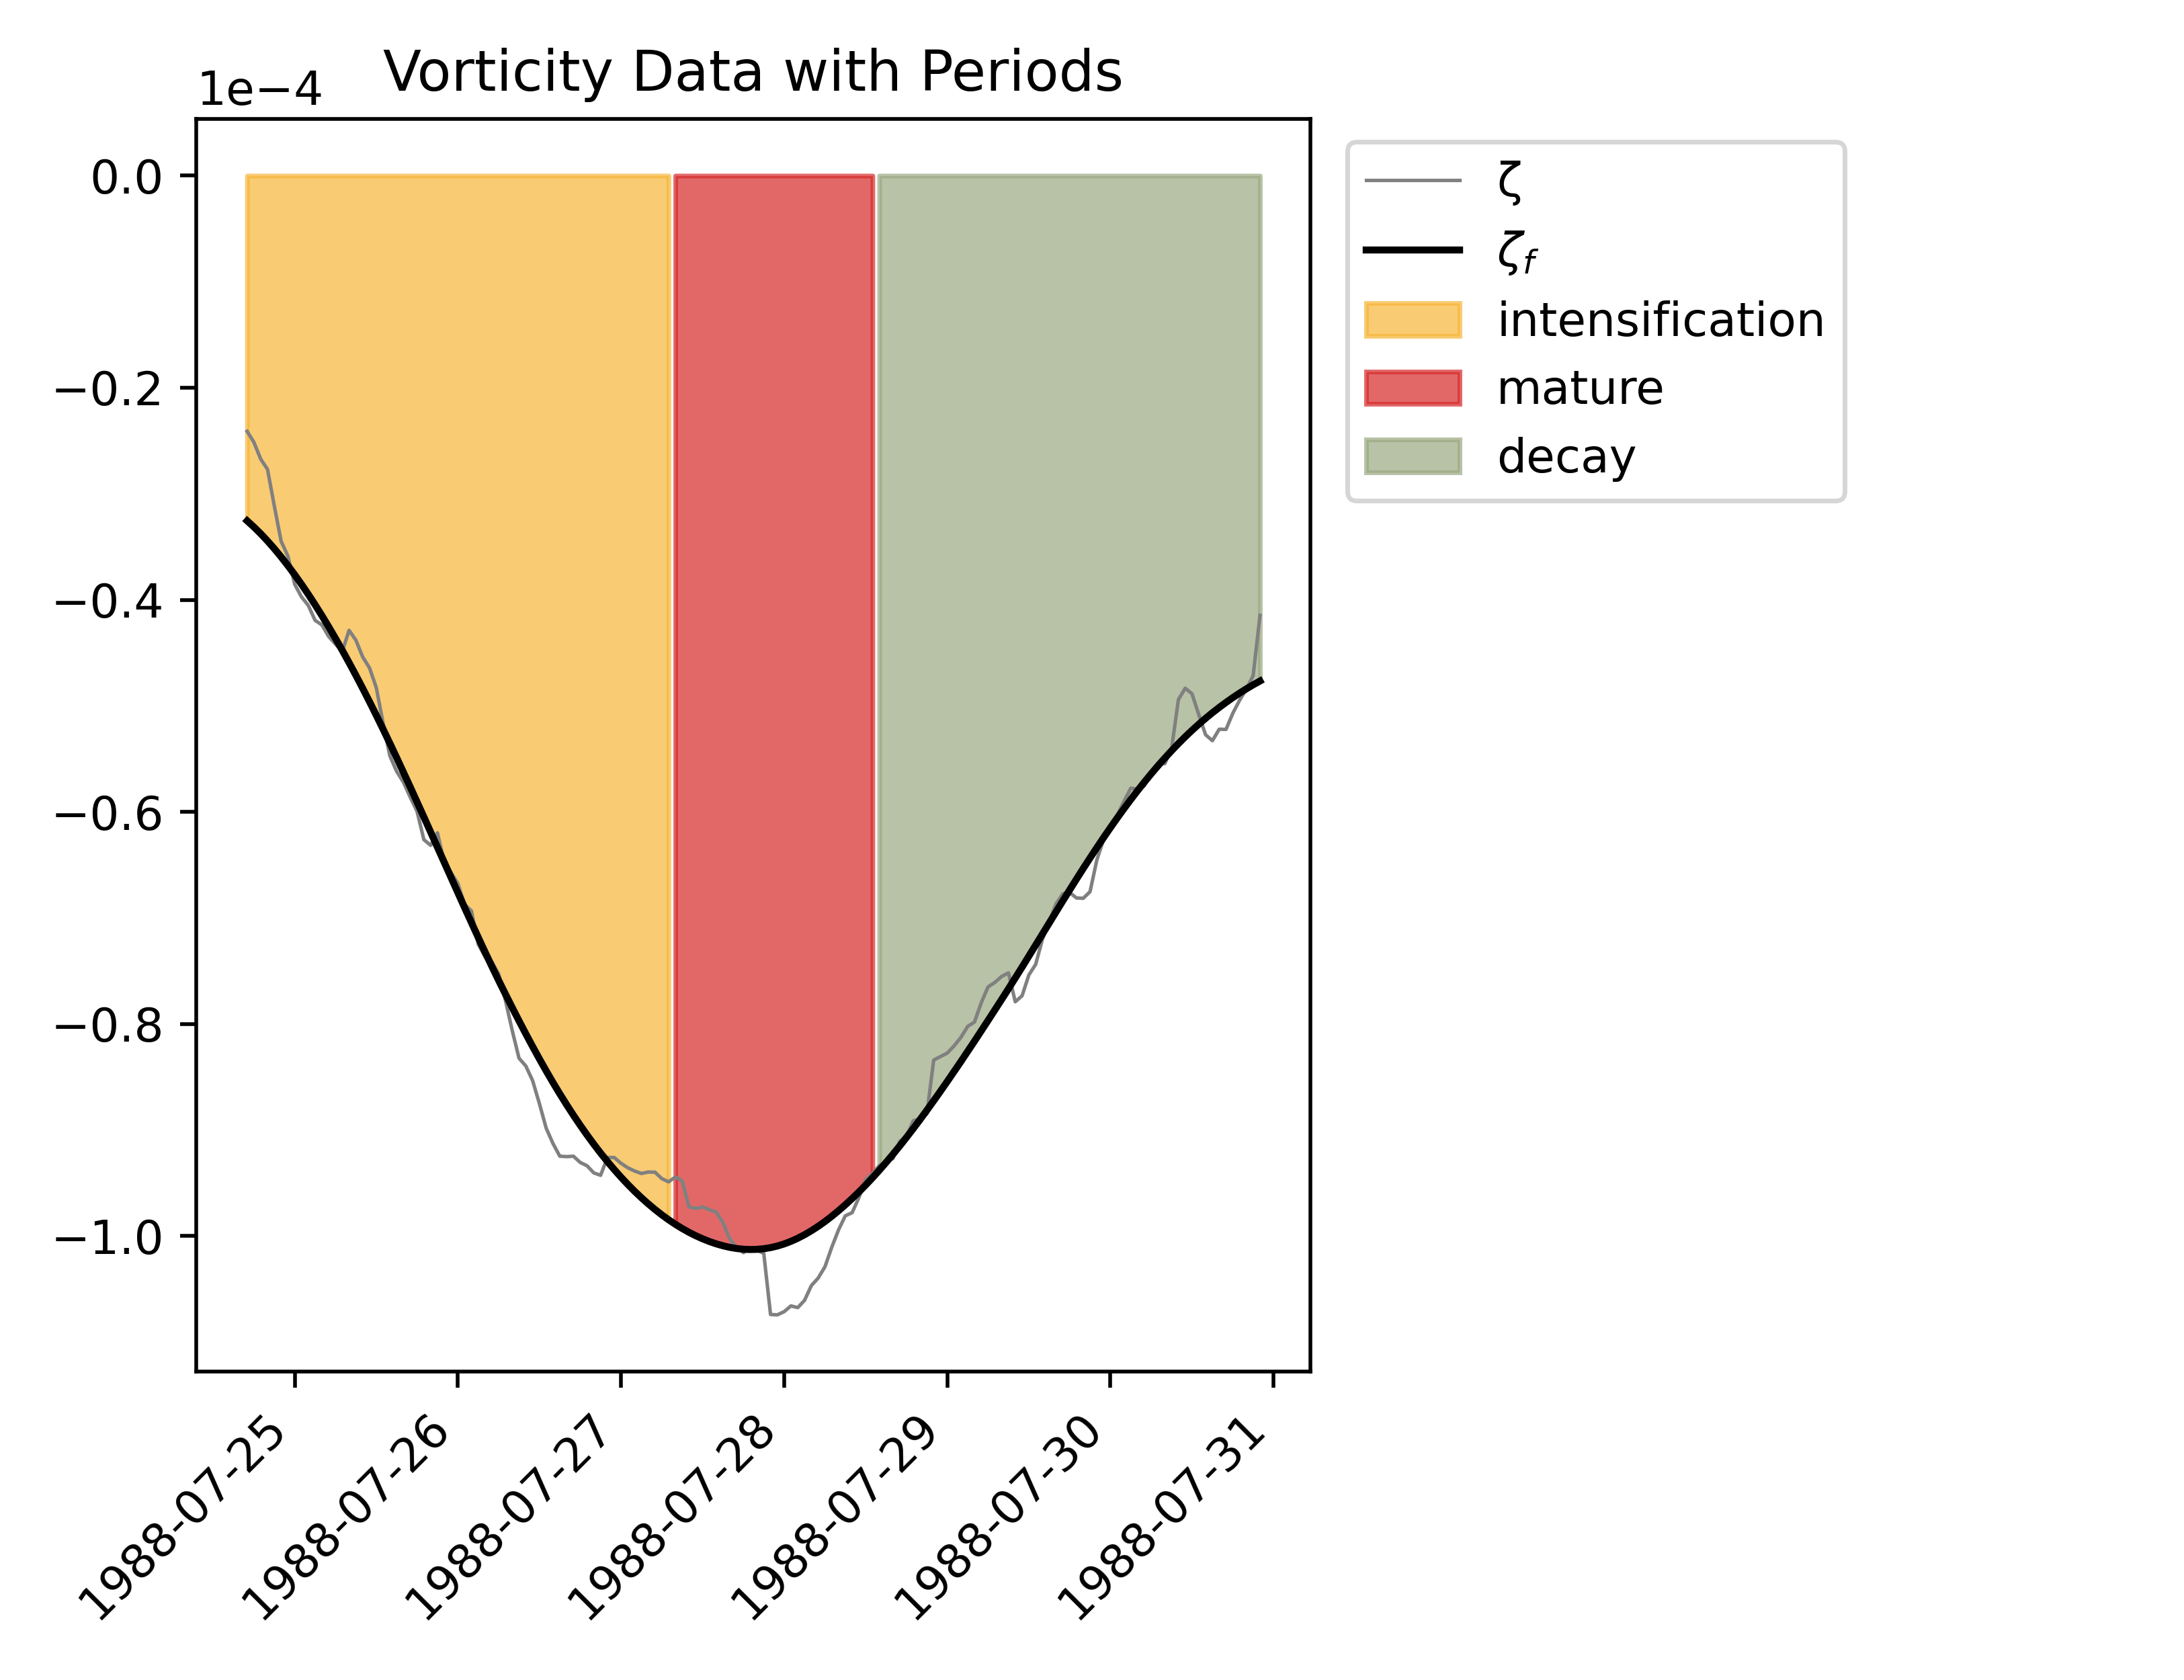 Vorticity Data with Periods
1e−4
0.0
−0.2
−0.4
−0.6
−0.8
−1.0
1988-07-25
1988-07-26
1988-07-27
1988-07-28
1988-07-29
1988-07-30
1988-07-31
ζ
ζf
intensification
mature
decay